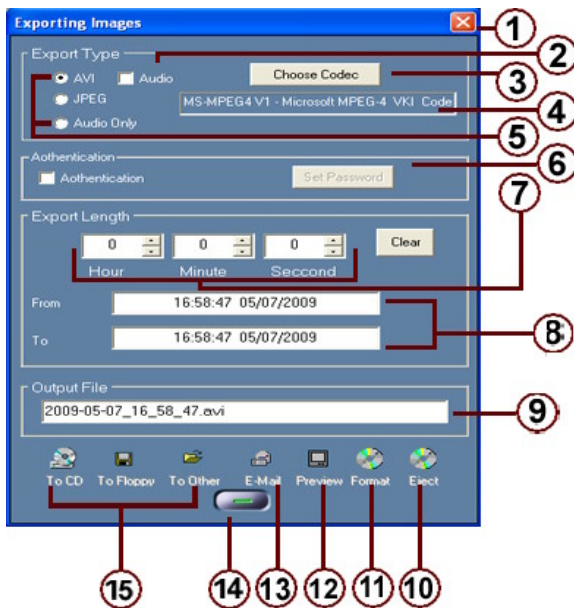 Exporting Images
1
Export Type
2
AVI Audio Choose Codec
3
JPEG MS-MPEG4 V1 - Microsoft MPEG-4 VKI Code
4
Audio Only
5
Aothentication
6
Aothentication Set Password
7
Export Length
0 0 0 Clear
Hour Minute Seccond
From 16:58:47 05/07/2009
8
To 16:58:47 05/07/2009
Output File
2009-05-07_16_58_47.avi
9
To CD To Floppy To Other E-Mail Preview Format Eject
15 14 13 12 11 10